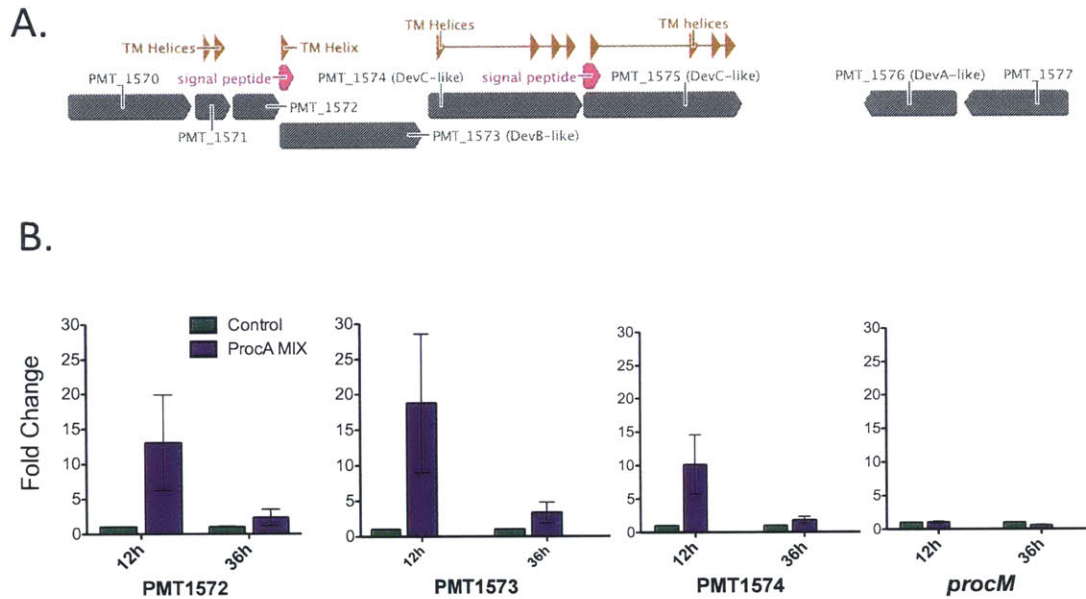 A.
TM Helices
TM Helix
TM Helices
TM helices
PMT_1570
signal peptide
PMT_1574 (DevC-like)
signal peptide
PMT_1575 (DevC-like)
PMT_1576 (DevA-like)
PMT_1577
PMT_1571
PMT_1572
PMT_1573 (DevB-like)
B.
Control
ProcA MIX
Fold Change
30
25
20
15
10
5
0
12h
36h
PMT1572
30
25
20
15
10
5
0
12h
36h
PMT1573
30
25
20
15
10
5
0
12h
36h
PMT1574
30
25
20
15
10
5
0
12h
36h
procM